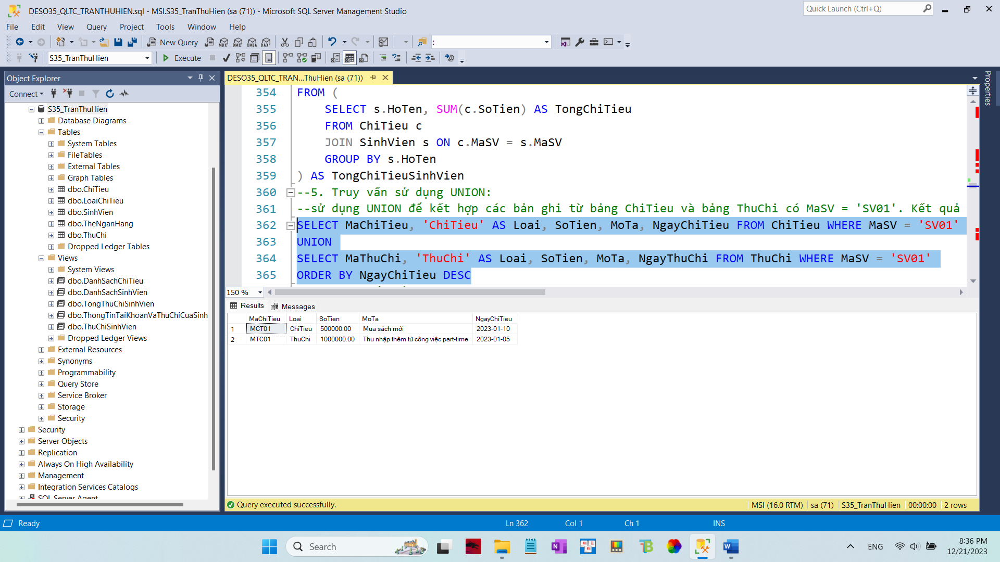 DESO35_QLTC_TRANTHUHIEN.sql - MSI.S35_TranThuHien (sa (71)) - Microsoft SQL Server Management Studio
Quick Launch (Ctrl+Q)
File Edit View Query Project Tools Window Help
New Query
MDX DMX XMLA DAX
:
S35_TranThuHien
Execute
Object Explorer
Connect
S35_TranThuHien
Database Diagrams
Tables
System Tables
FileTables
External Tables
Graph Tables
dbo.ChiTieu
dbo.LoaiChiTieu
dbo.SinhVien
dbo.TheNganHang
dbo.ThuChi
Dropped Ledger Tables
Views
System Views
dbo.DanhSachChiTieu
dbo.DanhSachSinhVien
dbo.TongThuChiSinhVien
dbo.ThongTinTaiKhoanVaThuChiCuaSinh
dbo.ThuChiSinhVien
Dropped Ledger Views
External Resources
Synonyms
Programmability
Query Store
Service Broker
Storage
Security
Security
Server Objects
Replication
Always On High Availability
Management
Integration Services Catalogs
SQL Server Agent
DESO35_QLTC_TRAN...ThuHien (sa (71))
Properties
354 FROM (
355 SELECT s.HoTen, SUM(c.SoTien) AS TongChiTieu
356 FROM ChiTieu c
357 JOIN SinhVien s ON c.MaSV = s.MaSV
358 GROUP BY s.HoTen
359 ) AS TongChiTieuSinhVien
360 --5. Truy vấn sử dụng UNION:
361 --sử dụng UNION để kết hợp các bản ghi từ bảng ChiTieu và bảng ThuChi có MaSV = 'SV01'. Kết quả
362 SELECT MaChiTieu, 'ChiTieu' AS Loai, SoTien, MoTa, NgayChiTieu FROM ChiTieu WHERE MaSV = 'SV01'
363 UNION
364 SELECT MaThuChi, 'ThuChi' AS Loai, SoTien, MoTa, NgayThuChi FROM ThuChi WHERE MaSV = 'SV01'
365 ORDER BY NgayChiTieu DESC
150 %
Results Messages
MaChiTieu Loai SoTien MoTa NgayChiTieu
1 MCT01 ChiTieu 500000.00 Mua sách mới 2023-01-10
2 MTC01 ThuChi 1000000.00 Thu nhập thêm từ công việc part-time 2023-01-05
Query executed successfully.
MSI (16.0 RTM) sa (71) S35_TranThuHien 00:00:00 2 rows
Ready
Ln 362 Col 1 Ch 1 INS
Search
ENG
8:36 PM
12/21/2023